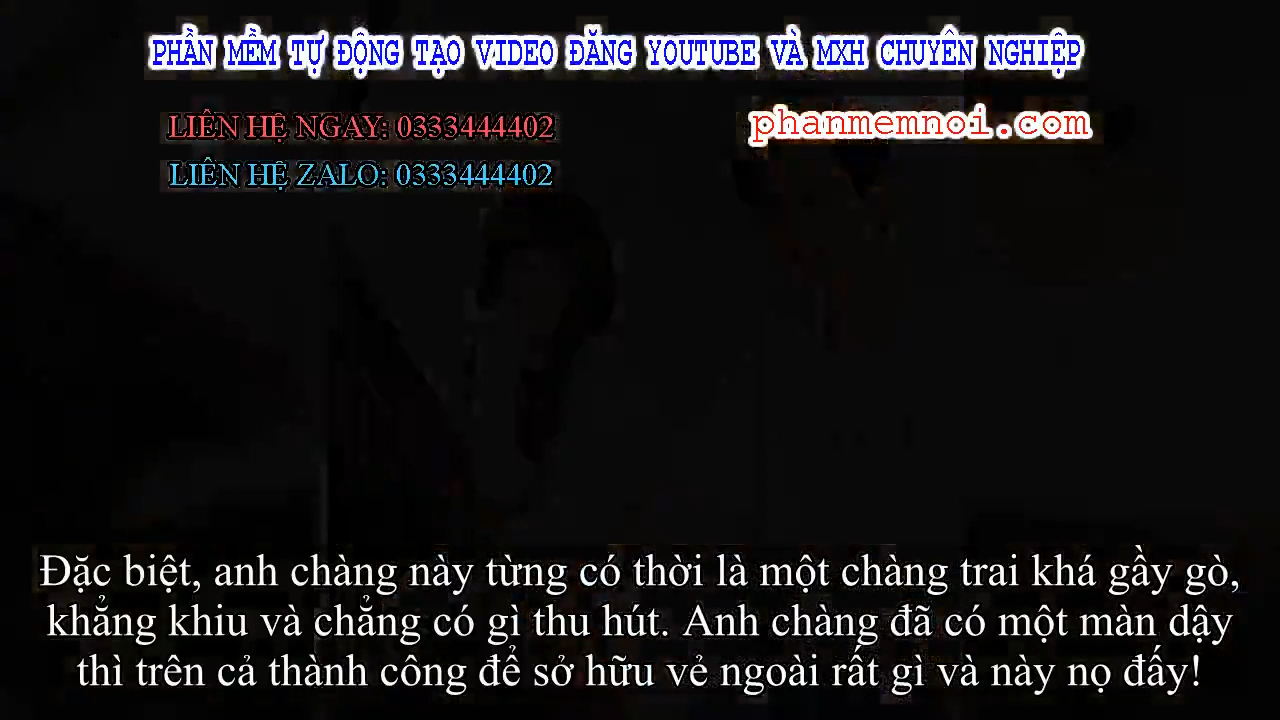 PHẦN MỀM TỰ ĐỘNG TẠO VIDEO ĐĂNG YOUTUBE VÀ MXH CHUYÊN NGHIỆP
LIÊN HỆ NGAY: 0333444402
phanmemnoi.com
LIÊN HỆ ZALO: 0333444402
Đặc biệt, anh chàng này từng có thời là một chàng trai khá gầy gò,
khẳng khiu và chẳng có gì thu hút. Anh chàng đã có một màn dậy
thì trên cả thành công để sở hữu vẻ ngoài rất gì và này nọ đấy!